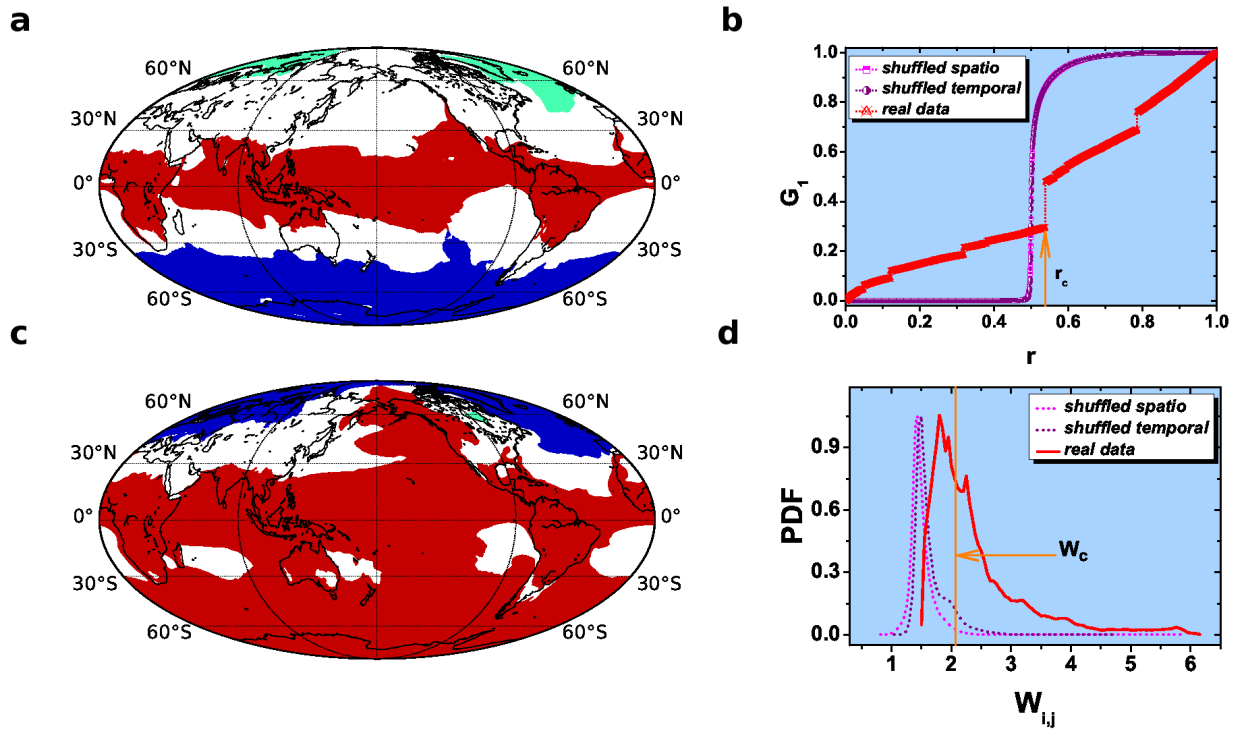 a
60°N 60°N
30°N 30°N
0° 0°
30°S 30°S
60°S 60°S
b
1.0
0.8
0.6
0.4
0.2
0.0
G1
shuffled spatio
shuffled temporal
real data
rc
0.0 0.2 0.4 0.6 0.8 1.0
r
c
60°N 60°N
30°N 30°N
0° 0°
30°S 30°S
60°S 60°S
d
0.9
0.6
0.3
0.0
PDF
shuffled spatio
shuffled temporal
real data
Wc
1 2 3 4 5 6
Wi,j